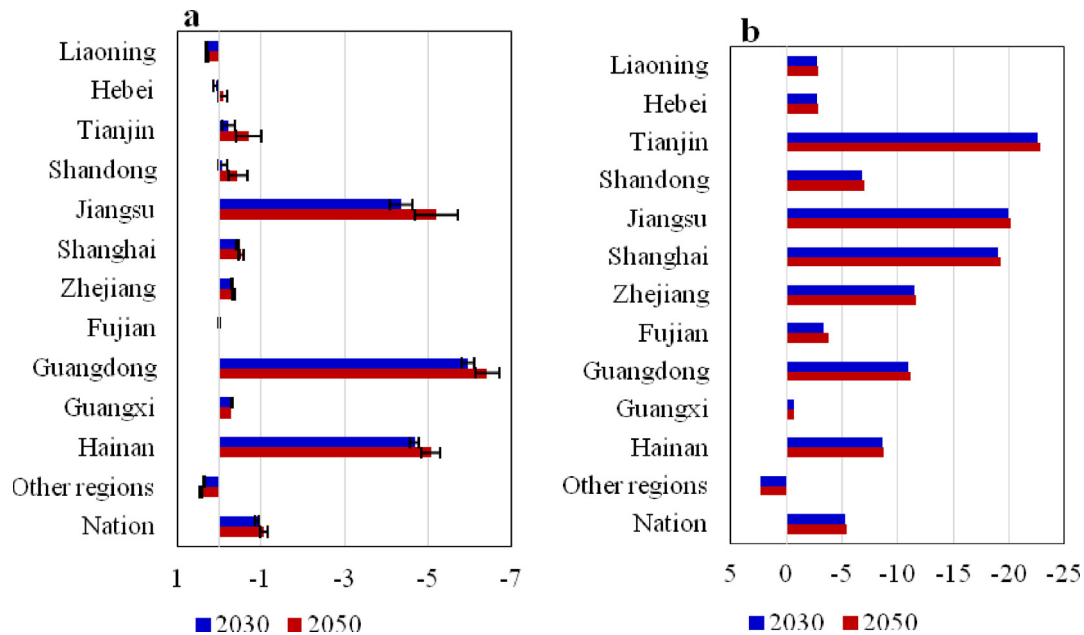 a
Liaoning
Hebei
Tianjin
Shandong
Jiangsu
Shanghai
Zhejiang
Fujian
Guangdong
Guangxi
Hainan
Other regions
Nation
1 -1 -3 -5 -7
2030 2050
b
Liaoning
Hebei
Tianjin
Shandong
Jiangsu
Shanghai
Zhejiang
Fujian
Guangdong
Guangxi
Hainan
Other regions
Nation
5 0 -5 -10 -15 -20 -25
2030 2050